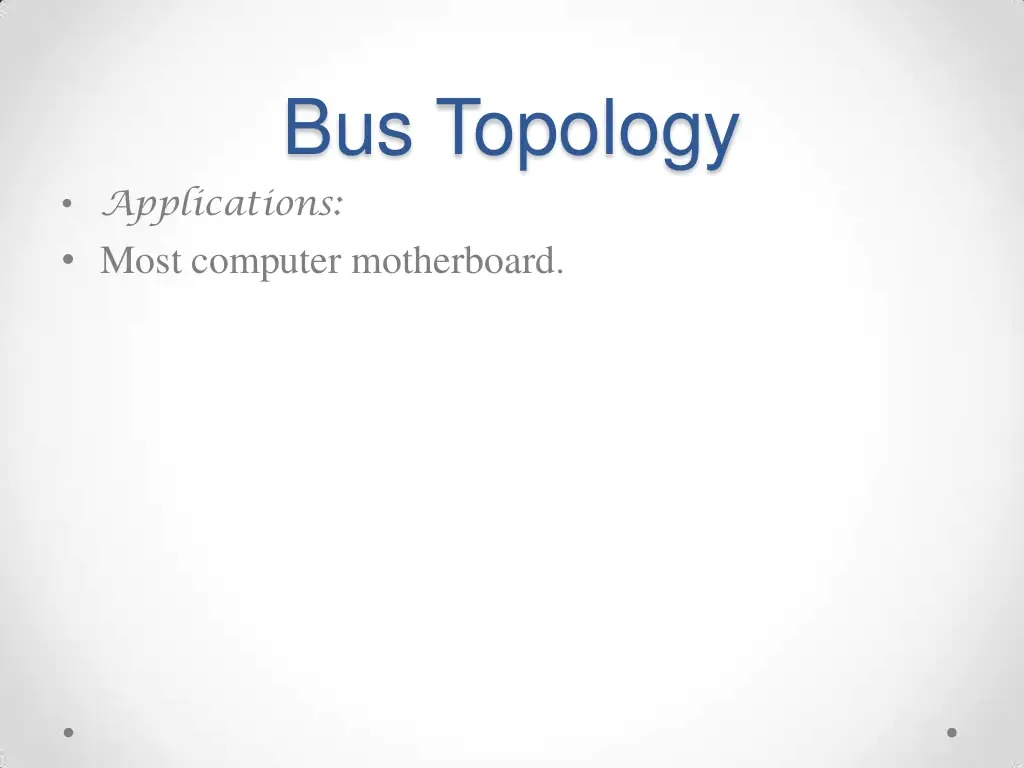 Bus Topology
• Applications:
• Most computer motherboard.